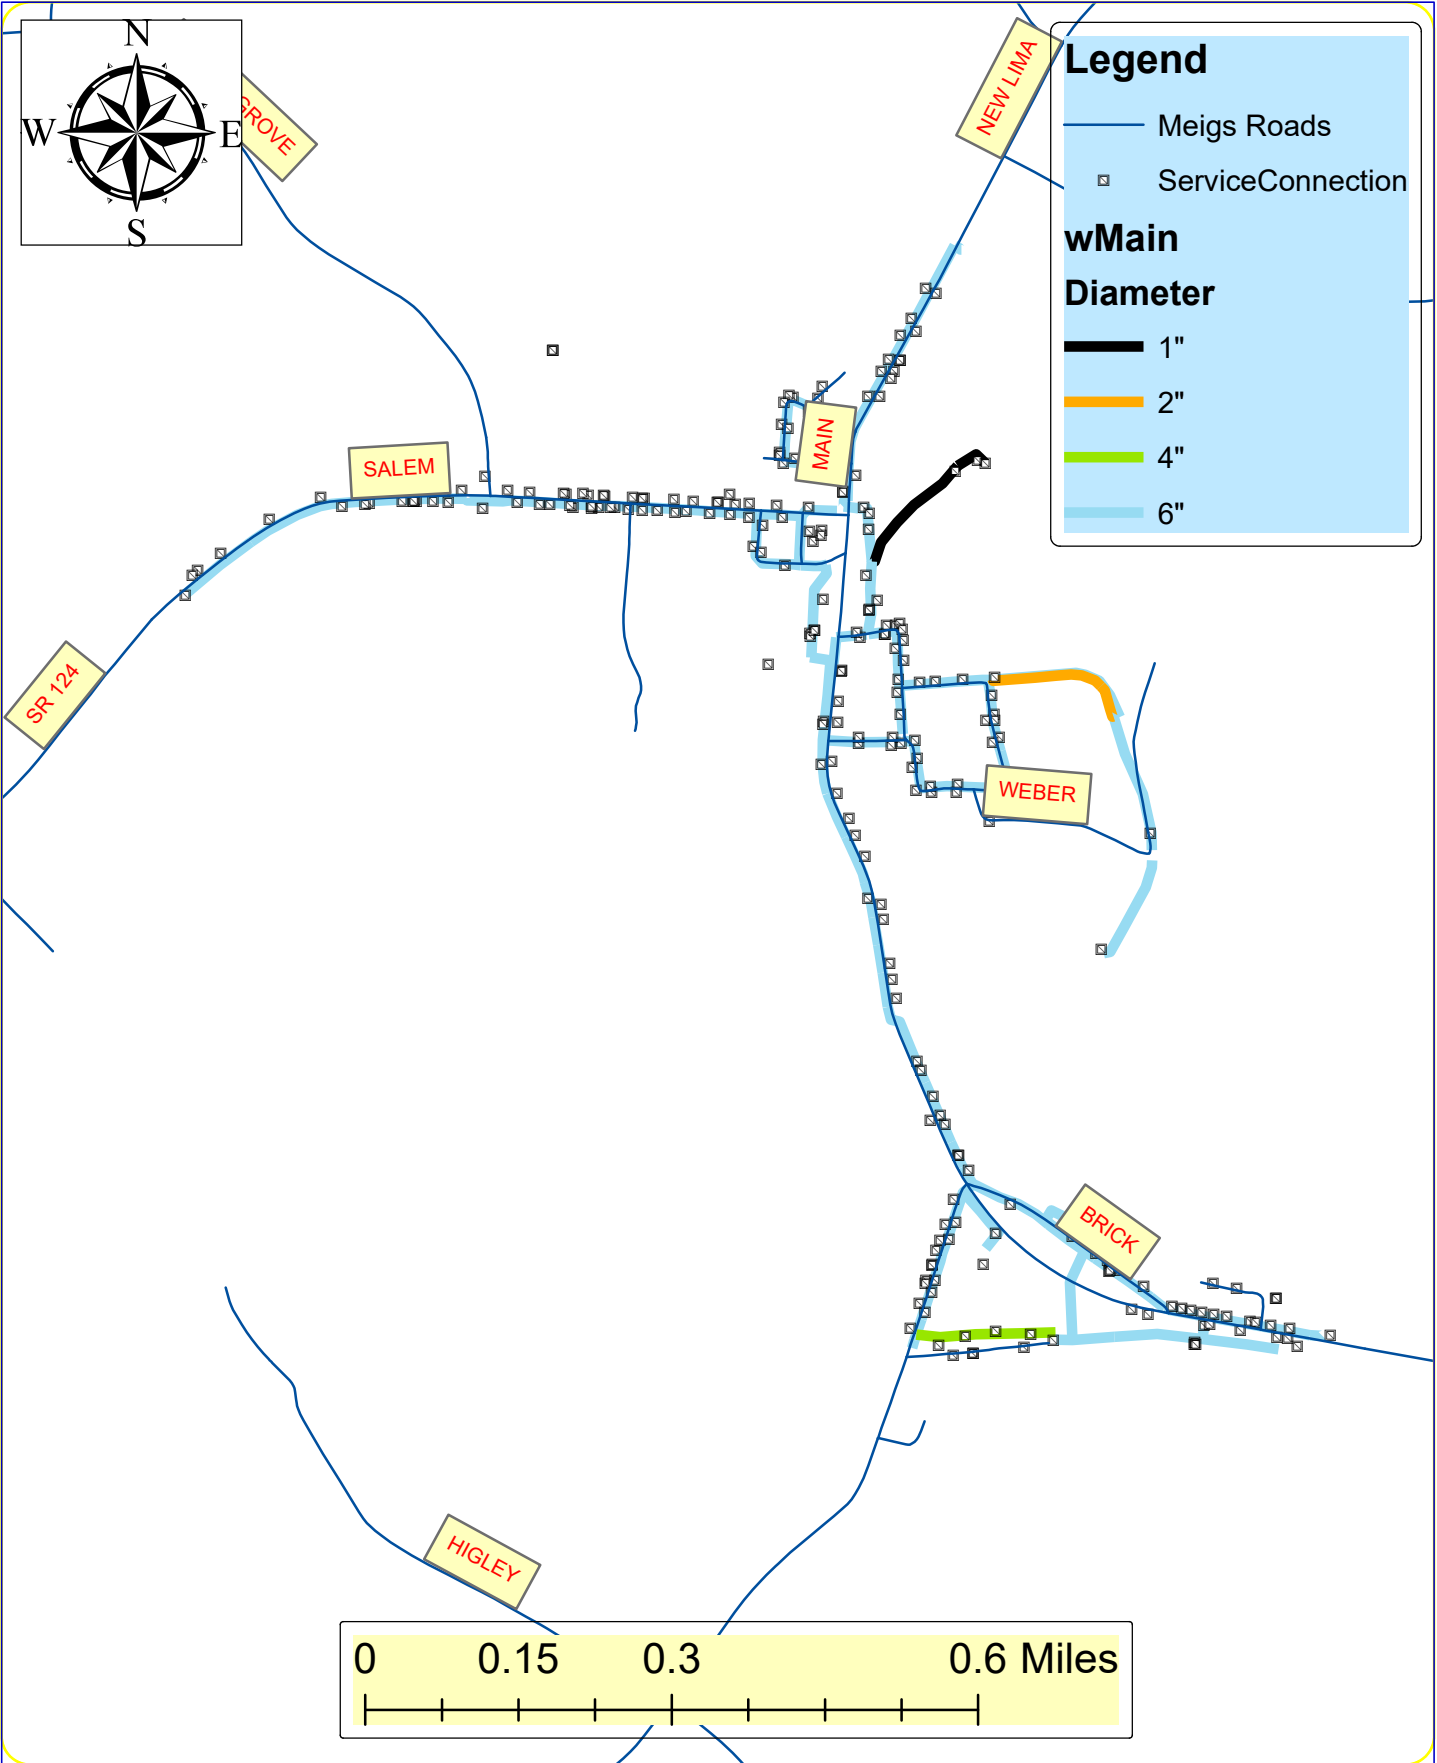 N
W
E
S
GROVE
NEW LIMA
Legend
Meigs Roads
ServiceConnection
wMain
Diameter
1"
2"
4"
6"
MAIN
SALEM
SR 124
WEBER
BRICK
HIGLEY
0 0.15 0.3 0.6 Miles